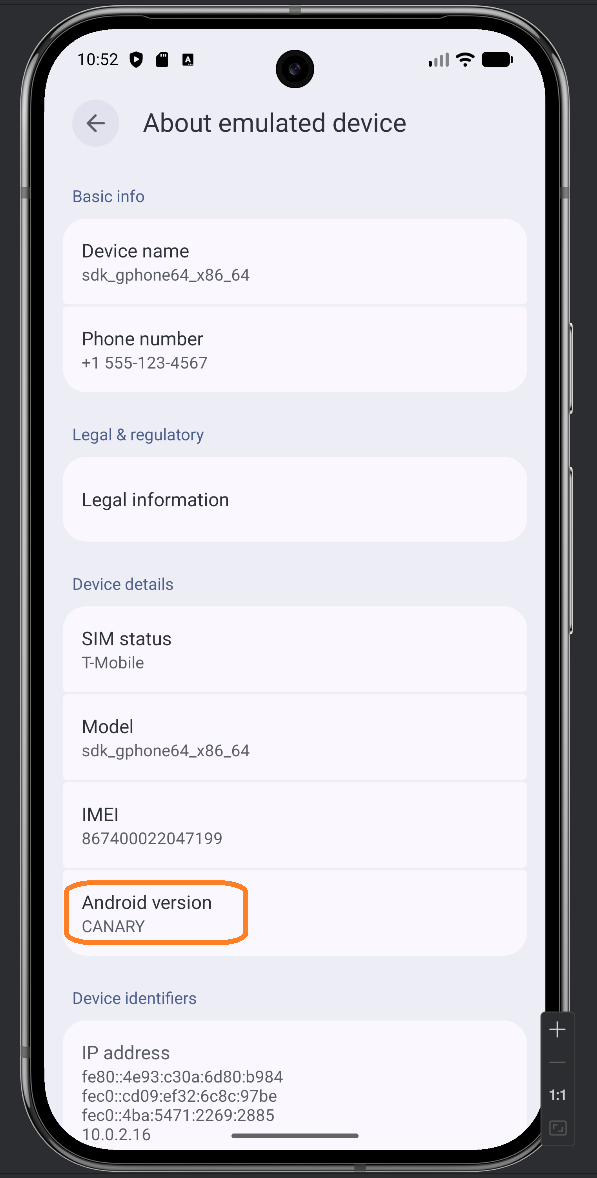 10:52
About emulated device
Basic info
Device name
sdk_gphone64_x86_64
Phone number
+1 555-123-4567
Legal & regulatory
Legal information
Device details
SIM status
T-Mobile
Model
sdk_gphone64_x86_64
IMEI
867400022047199
Android version
CANARY
Device identifiers
IP address
fe80::4e93:c30a:6d80:b984
fec0::cd09:ef32:6c8c:97be
fec0::4ba:5471:2269:2885
10.0.2.16
1:1